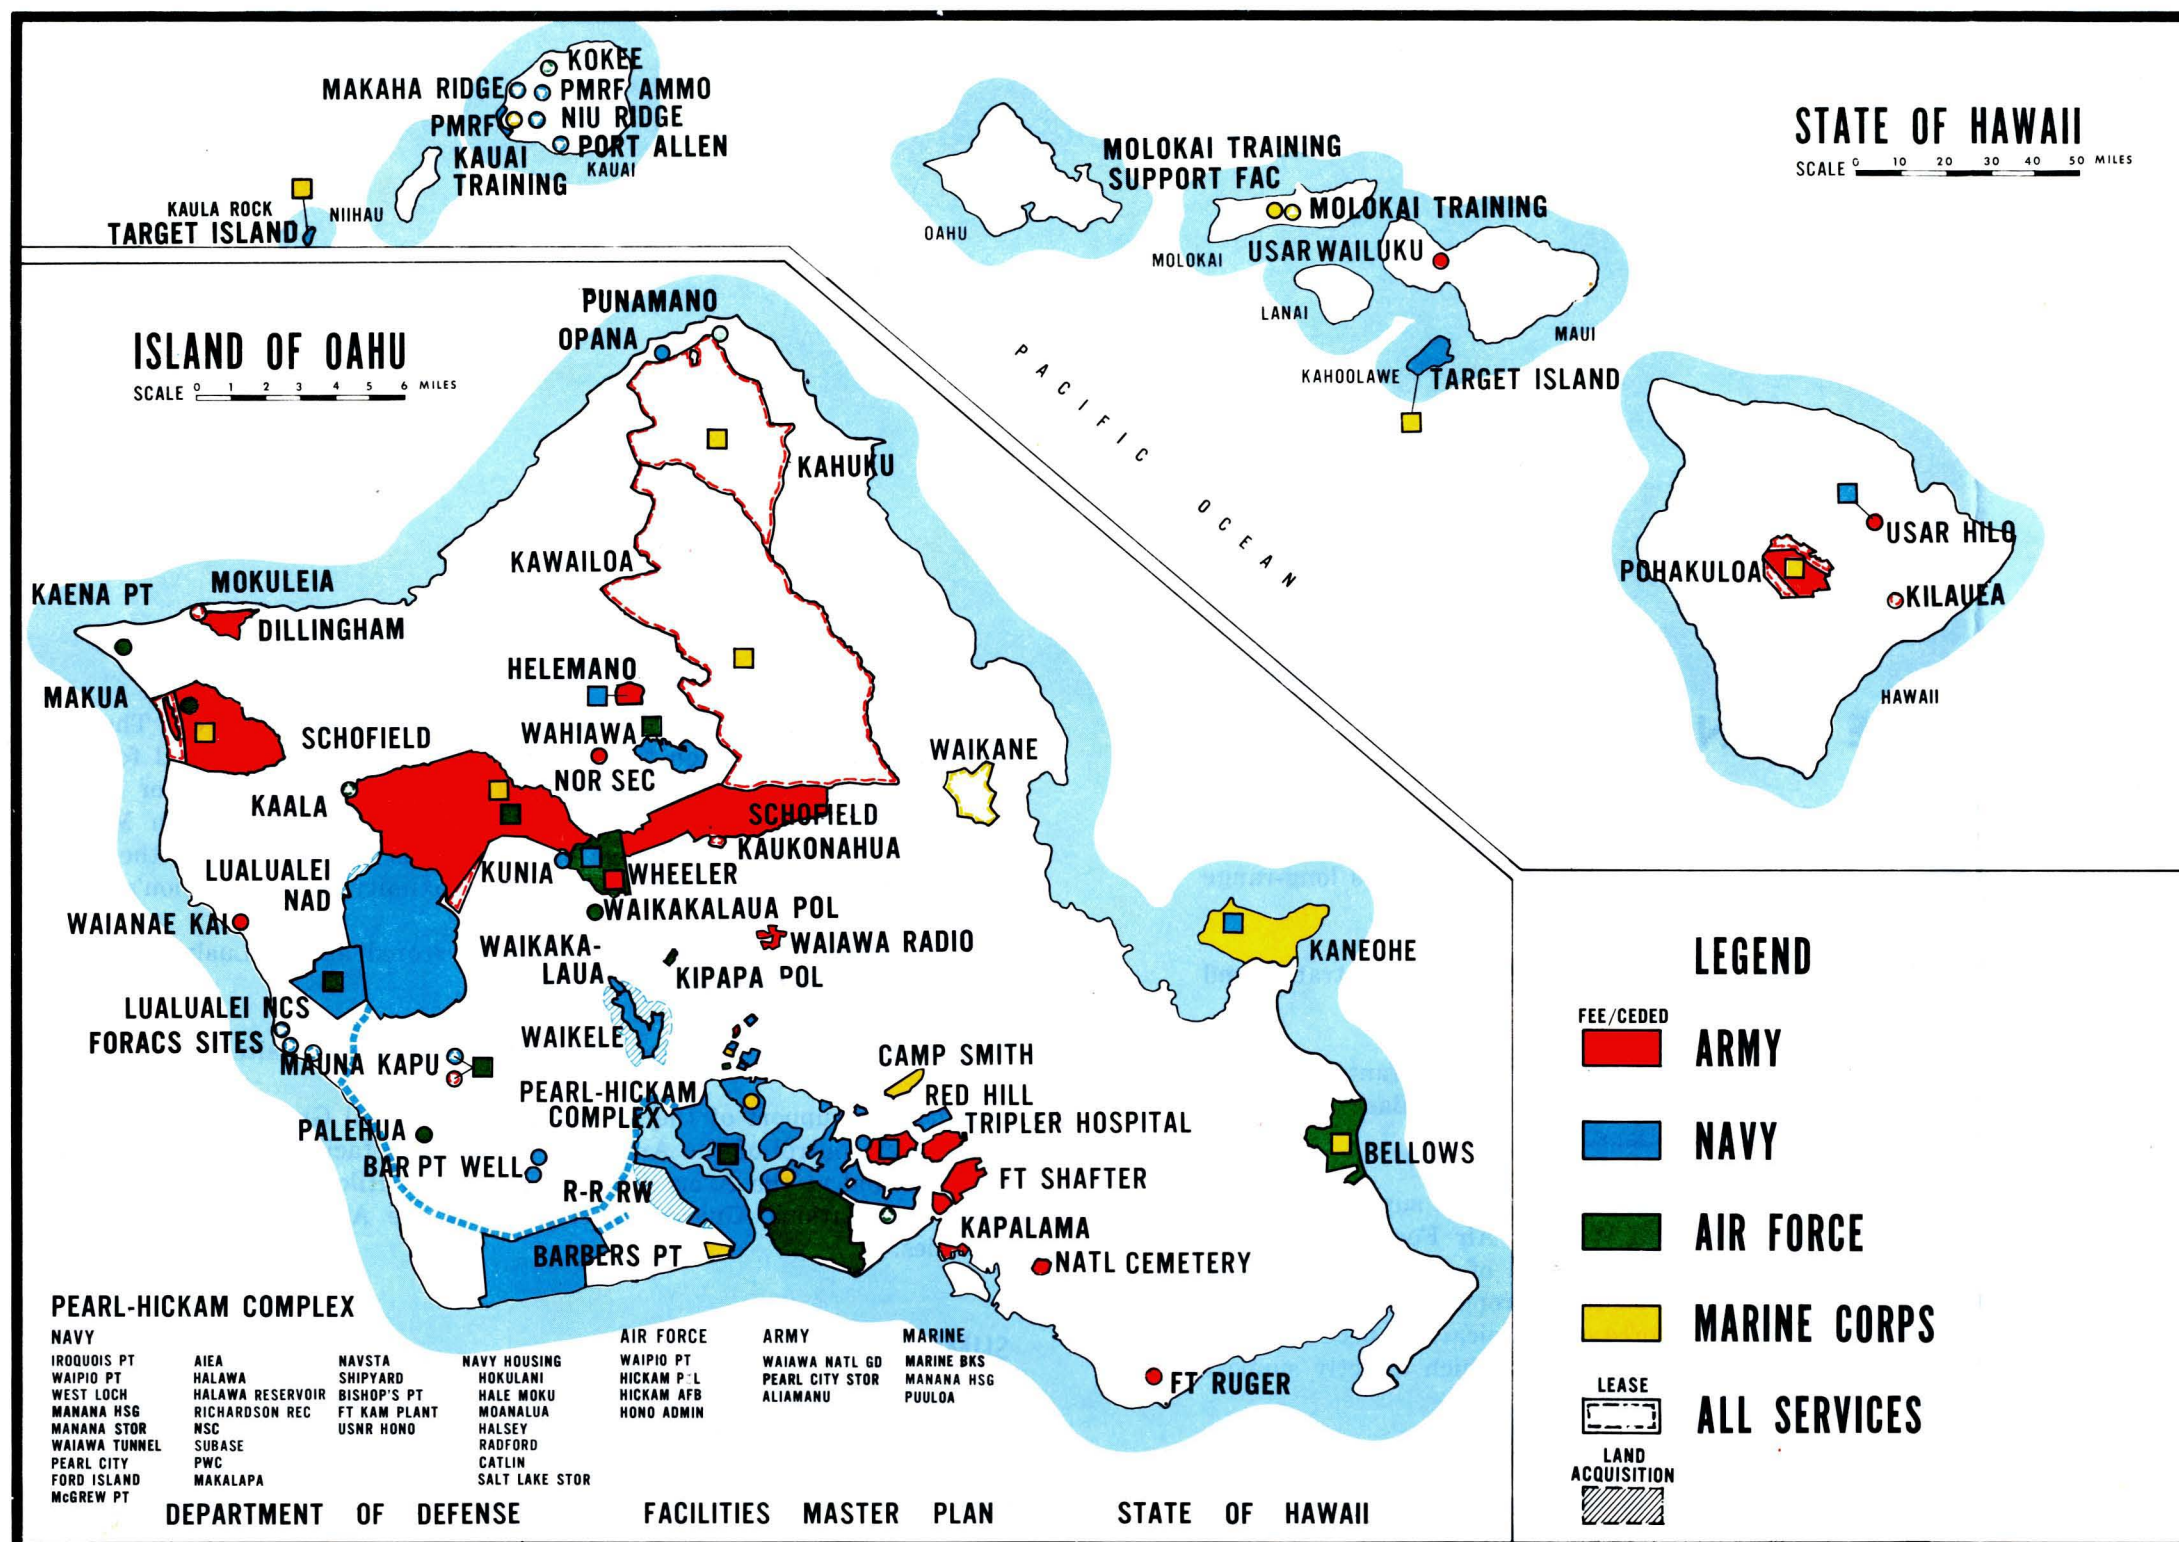 STATE OF HAWAII
SCALE 0 10 20 30 40 50 MILES
KOKEE
MAKAHA RIDGE
PMRF AMMO
PMRF
NIU RIDGE
PORT ALLEN
KAUAI
KAUAI
TRAINING
KAULA ROCK
NIIHAU
TARGET ISLAND
OAHU
MOLOKAI TRAINING
SUPPORT FAC
MOLOKAI TRAINING
MOLOKAI
USAR WAILUKU
LANAI
MAUI
KAHOOLAWE
TARGET ISLAND
PACIFIC OCEAN
USAR HILO
POHAKULOA
KILAUEA
HAWAII
ISLAND OF OAHU
SCALE 0 1 2 3 4 5 6 MILES
PUNAMANO
OPANA
KAHUKU
KAWAILOA
KAENA PT
MOKULEIA
DILLINGHAM
HELEMANO
MAKUA
SCHOFIELD
WAHIAWA
NOR SEC
WAIKANE
KAALA
SCHOFIELD
KAUKONAHUA
LUALUALEI
NAD
KUNIA
WHEELER
WAIKAKALAUA POL
WAIANAE KAI
WAIKAKA-
LAUA
WAIAWA RADIO
KIPAPA POL
KANEOHE
LUALUALEI NCS
FORACS SITES
WAIKELE
MAUNA KAPU
CAMP SMITH
RED HILL
PEARL-HICKAM
COMPLEX
TRIPLER HOSPITAL
PALEHUA
BAR PT WELL
BELLOWS
R-R RW
FT SHAFTER
KAPALAMA
BARBERS PT
NATL CEMETERY
FT RUGER
PEARL-HICKAM COMPLEX
NAVY
IROQUOIS PT
WAIPIO PT
WEST LOCH
MANANA HSG
MANANA STOR
WAIAWA TUNNEL
PEARL CITY
FORD ISLAND
McGREW PT
AIEA
HALAWA
HALAWA RESERVOIR
RICHARDSON REC
NSC
SUBASE
PWC
MAKALAPA
NAVSTA
SHIPYARD
BISHOP'S PT
FT KAM PLANT
USNR HONO
NAVY HOUSING
HOKULANI
HALE MOKU
MOANALUA
HALSEY
RADFORD
CATLIN
SALT LAKE STOR
AIR FORCE
WAIPIO PT
HICKAM
HICKAM AFB
HONO ADMIN
ARMY
WAIAWA NATL GD
PEARL CITY STOR
ALIAMANU
MARINE
MARINE BKS
MANANA HSG
PUULOA
DEPARTMENT OF DEFENSE FACILITIES MASTER PLAN STATE OF HAWAII
LEGEND
FEE/CEDED
ARMY
NAVY
AIR FORCE
MARINE CORPS
LEASE
ALL SERVICES
LAND
ACQUISITION